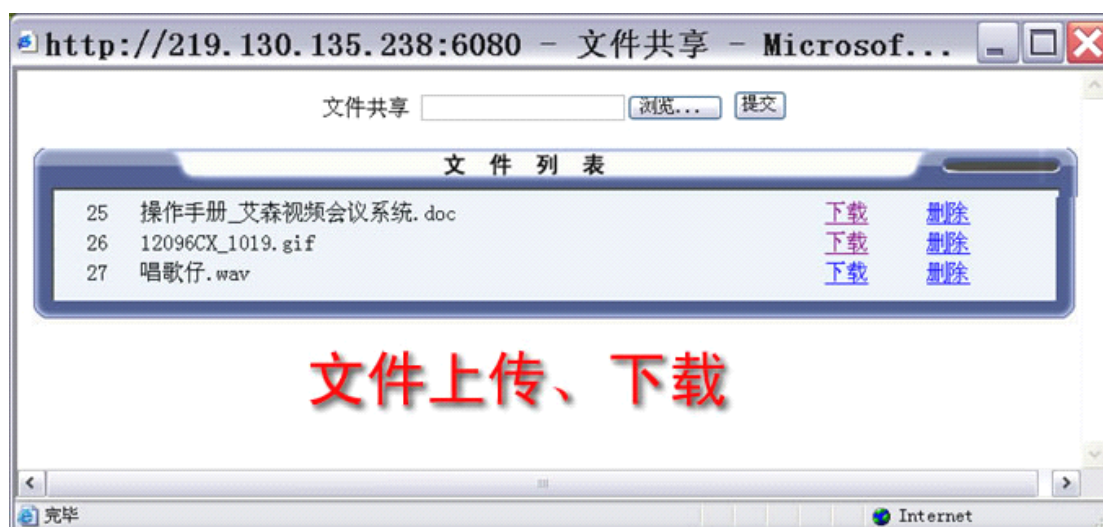 http://219.130.135.238:6080 - 文件共享 - Microsof...
文件共享 浏览... 提交
文 件 列 表
25 操作手册_艾森视频会议系统.doc 下载 删除
26 12096CX_1019.gif 下载 删除
27 唱歌仔.wav 下载 删除
文件上传、下载
完毕 Internet